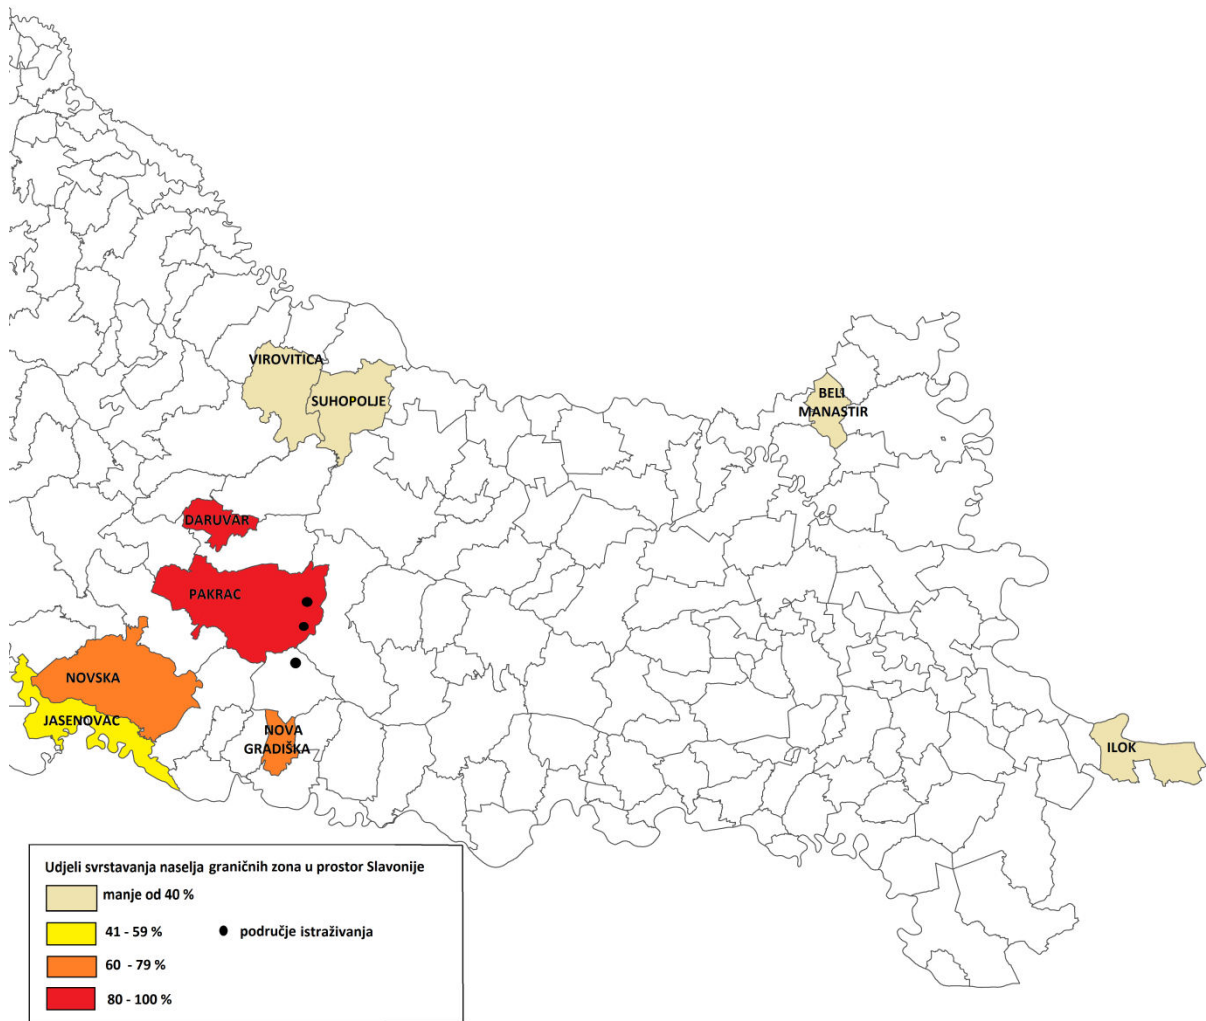 VIROVITICA
SUHOPOLJE
BELI
MANASTIR
DARUVAR
PAKRAC
NOVSKA
JASENOVAC
NOVA
GRADIŠKA
ILOK
Udjeli svrstavanja naselja graničnih zona u prostor Slavonije
manje od 40 %
41 - 59 %
područje istraživanja
60 - 79 %
80 - 100 %